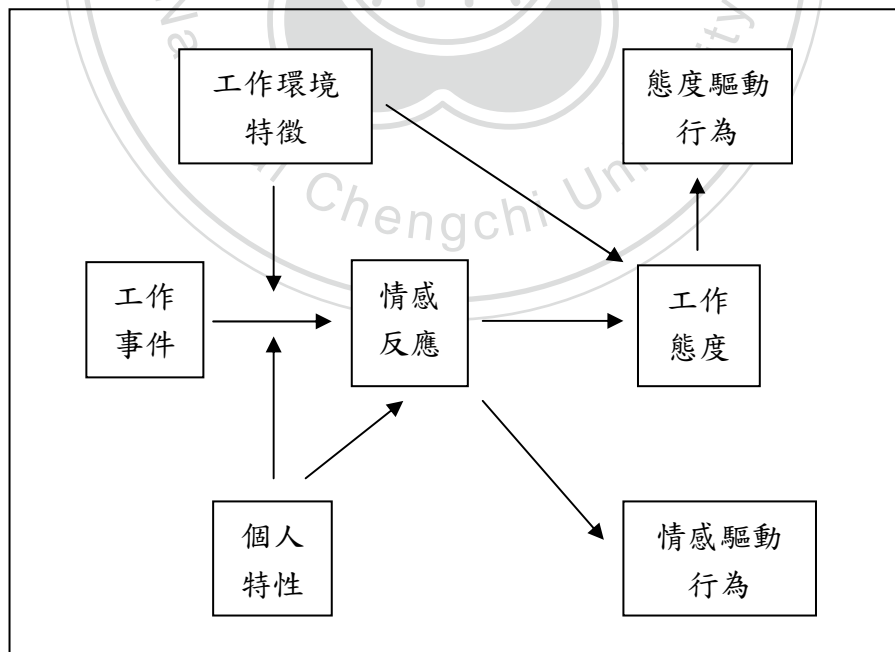 工作環境
特徵
態度驅動
行為
Chengchi Un
工作
事件
情感
反應
工作
態度
個人
特性
情感驅動
行為